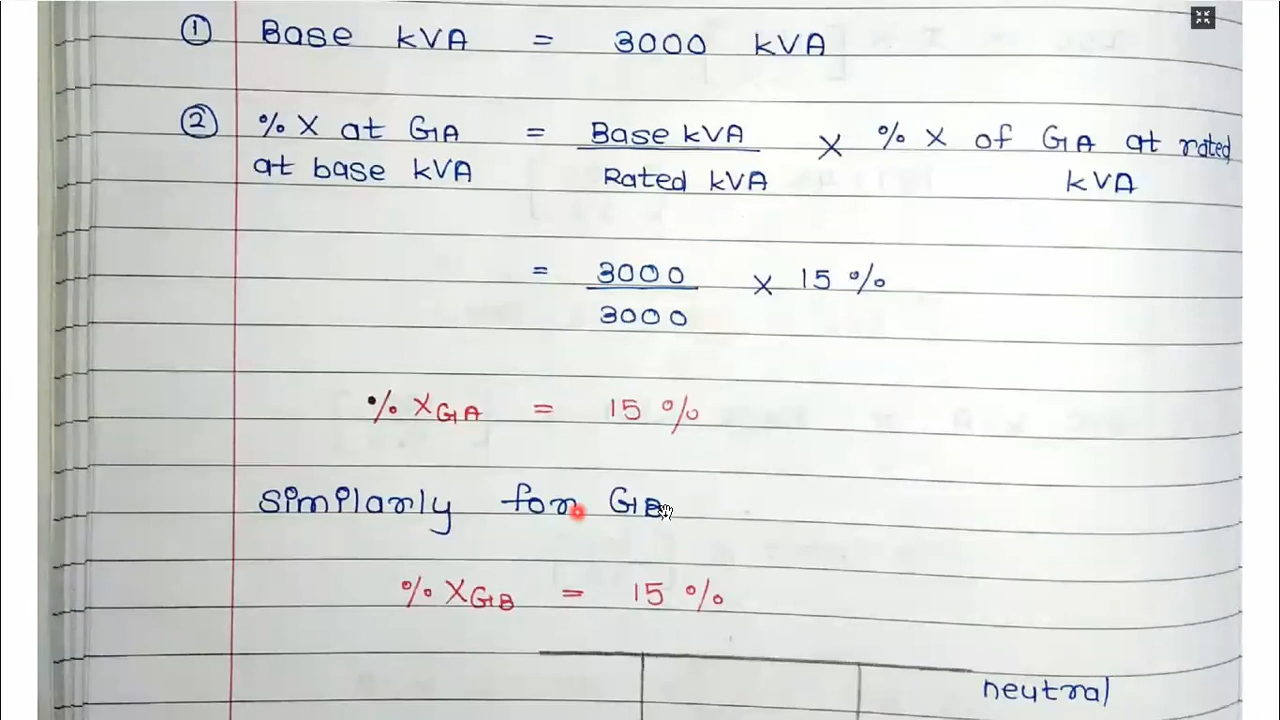 ① Base kVA = 3000 kVA
② % X at GA = Base kVA / Rated kVA × % X of GA at rated kVA
at base kVA
= 3000 / 3000 × 15 %
% XGA = 15 %
Similarly for GB
% XGB = 15 %
neutral